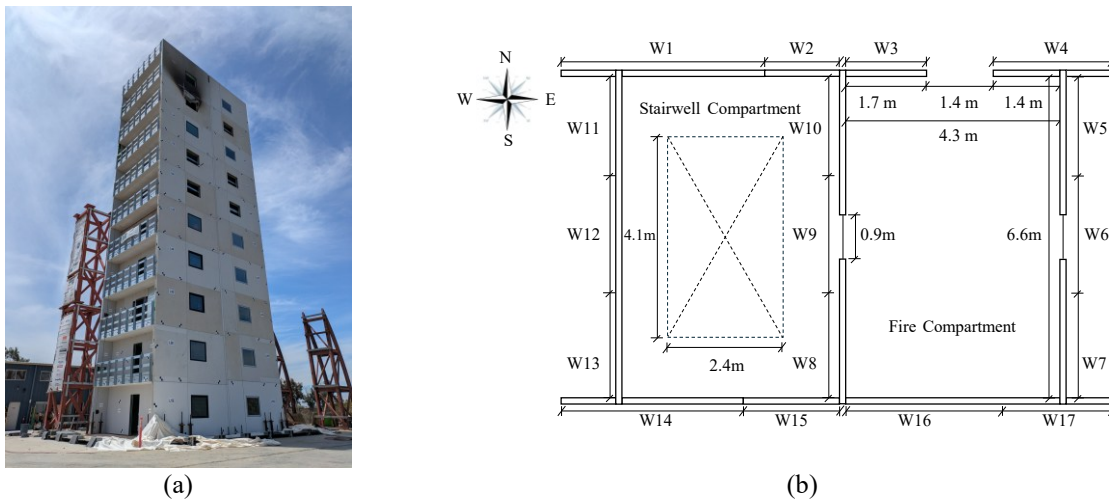 W1 W2 W3 W4
N
W E
S
Stairwell Compartment
1.7 m 1.4 m 1.4 m
4.3 m
W11 W10 W5
W12 4.1m W9 0.9m 6.6m W6
Fire Compartment
W13 2.4m W8 W7
W14 W15 W16 W17
(a) (b)